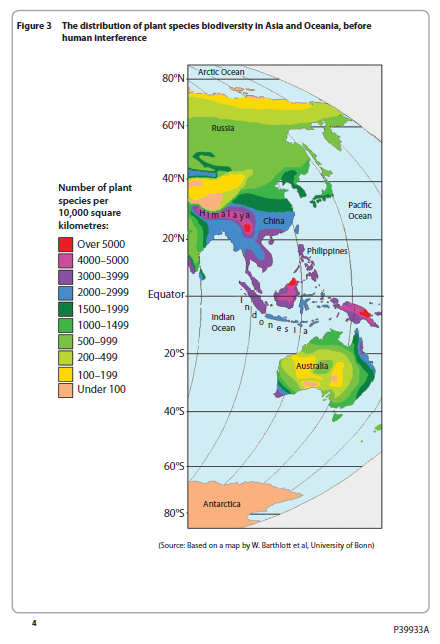 Figure 3 The distribution of plant species biodiversity in Asia and Oceania, before
human interference
80°N
Arctic Ocean
60°N
Russia
40°N
Number of plant
species per
10,000 square
kilometres:
Himalaya
China
Pacific
Ocean
Over 5000
4000–5000
3000–3999
2000–2999
1500–1999
1000–1499
500–999
200–499
100–199
Under 100
20°N
Philippines
Equator
Indian
Ocean
Indonesia
20°S
Australia
40°S
60°S
Antarctica
80°S
(Source: Based on a map by W. Barthlott et al, University of Bonn)
4
P39933A